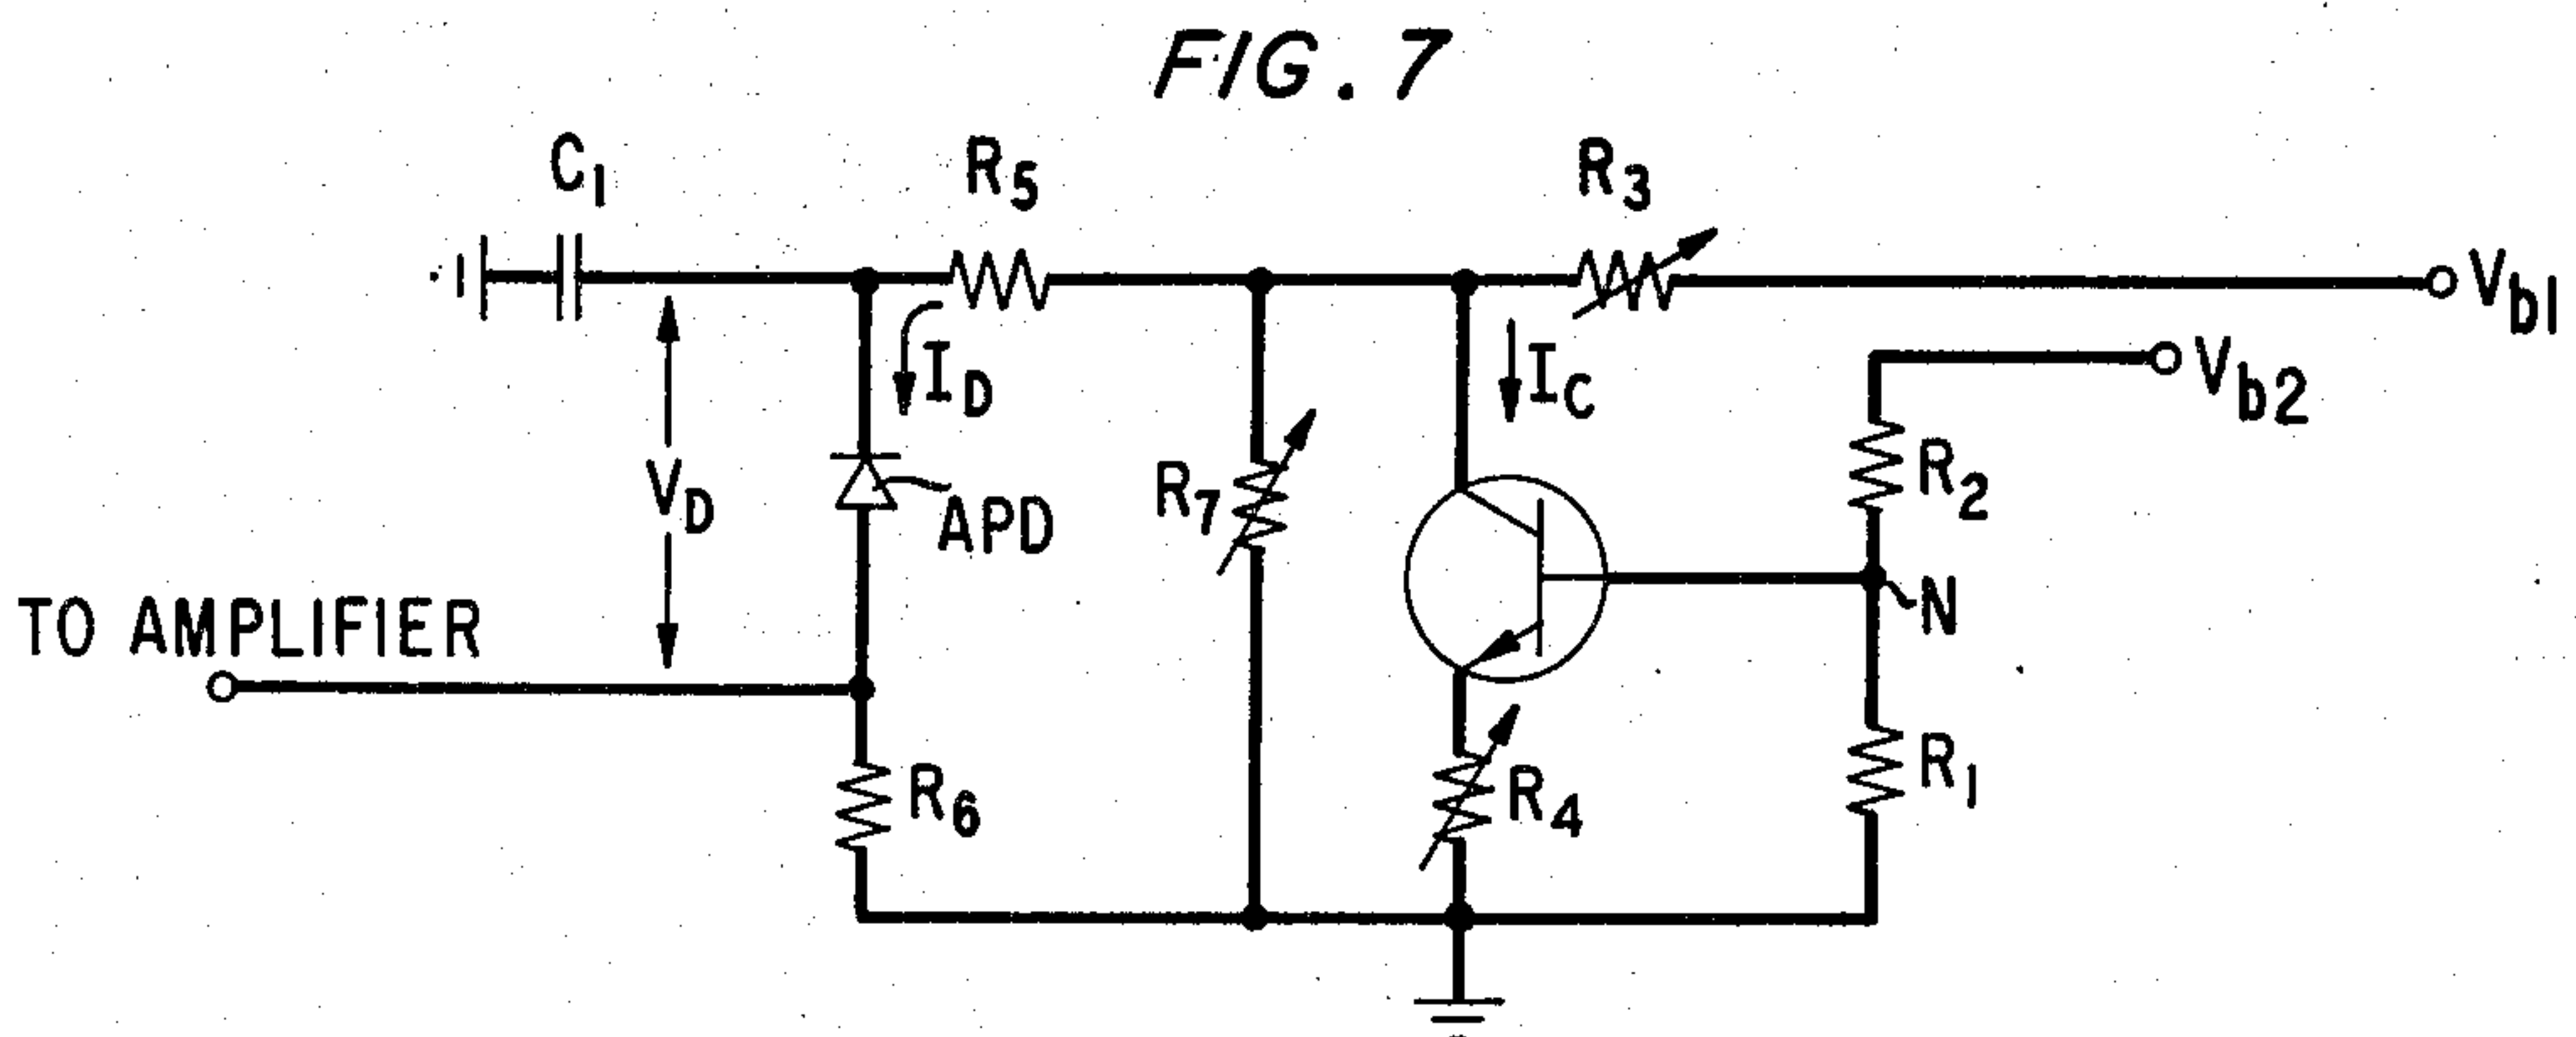 FIG. 7
C1
R5
R3
Vb1
ID
IC
Vb2
VD
APD
R7
R2
N
TO AMPLIFIER
R6
R4
R1